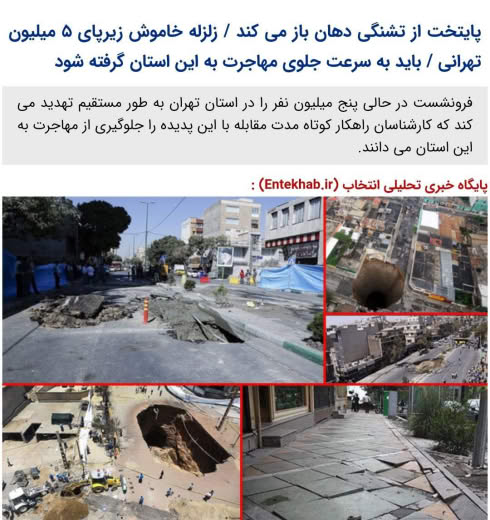 پایتخت از تشنگی دهان باز می کند / زلزله خاموش زیرپای ۵ میلیون
تهرانی / باید به سرعت جلوی مهاجرت به این استان گرفته شود
فرونشست در حالی پنج میلیون نفر را در استان تهران به طور مستقیم تهدید می
کند که کارشناسان راهکار کوتاه مدت مقابله با این پدیده را جلوگیری از مهاجرت به
این استان می دانند.
پایگاه خبری تحلیلی انتخاب (Entekhab.ir) :